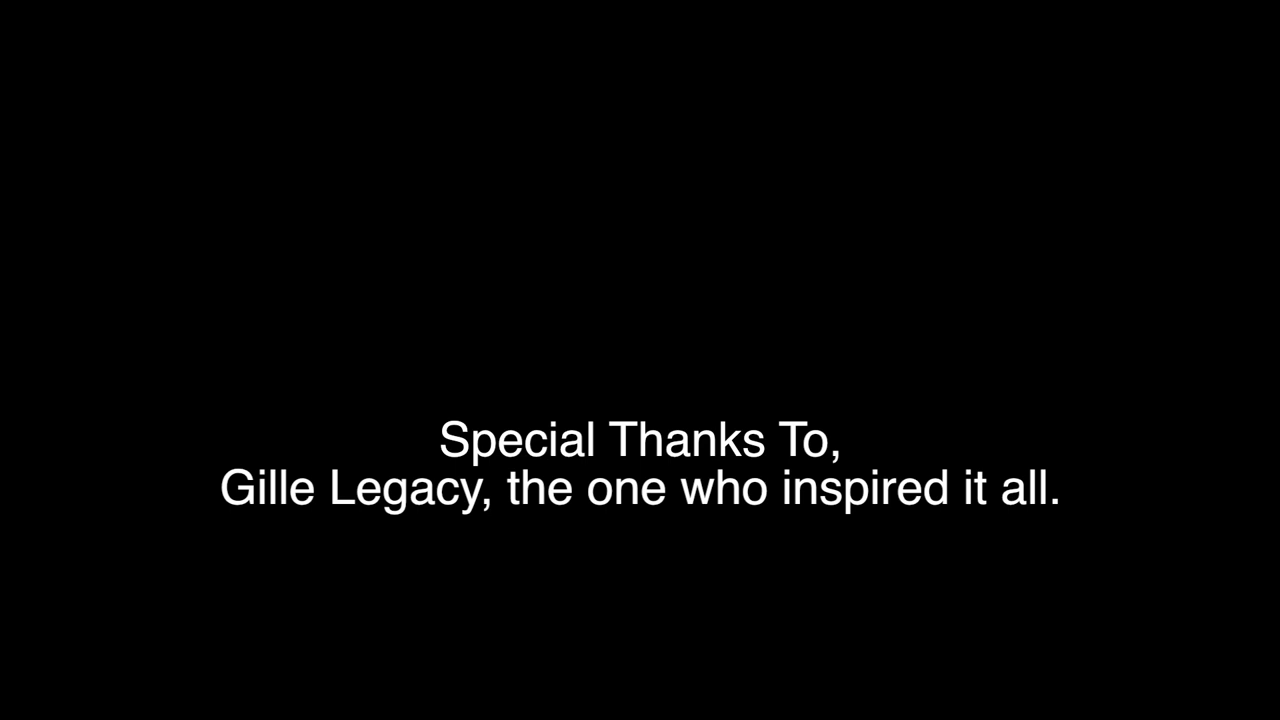 Special Thanks To,
Gille Legacy, the one who inspired it all.